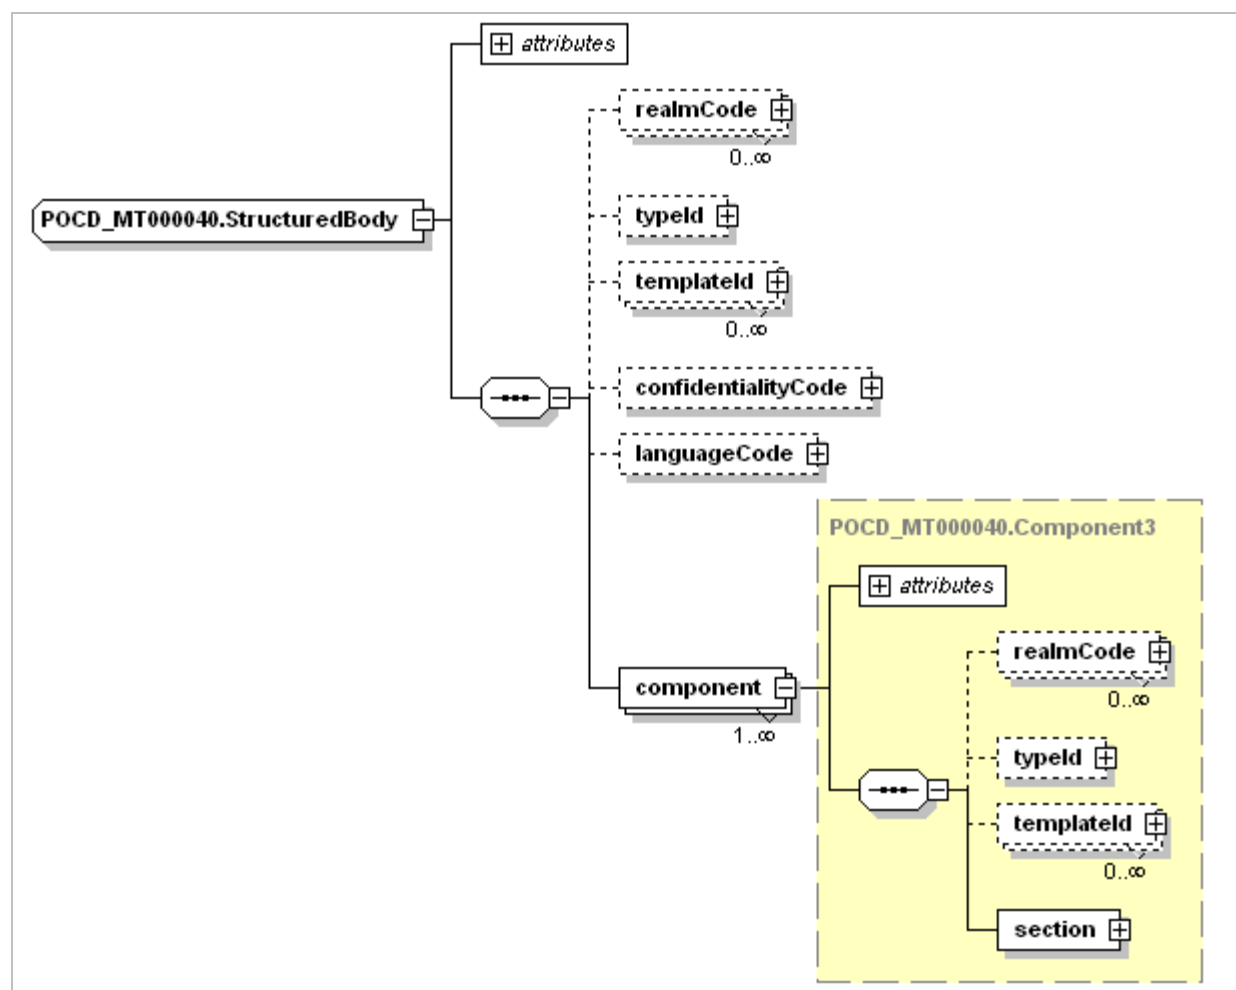 attributes
realmCode
0..∞
POCD_MT000040.StructuredBody
typeId
templateId
0..∞
confidentialityCode
languageCode
POCD_MT000040.Component3
attributes
realmCode
0..∞
component
1..∞
typeId
templateId
0..∞
section